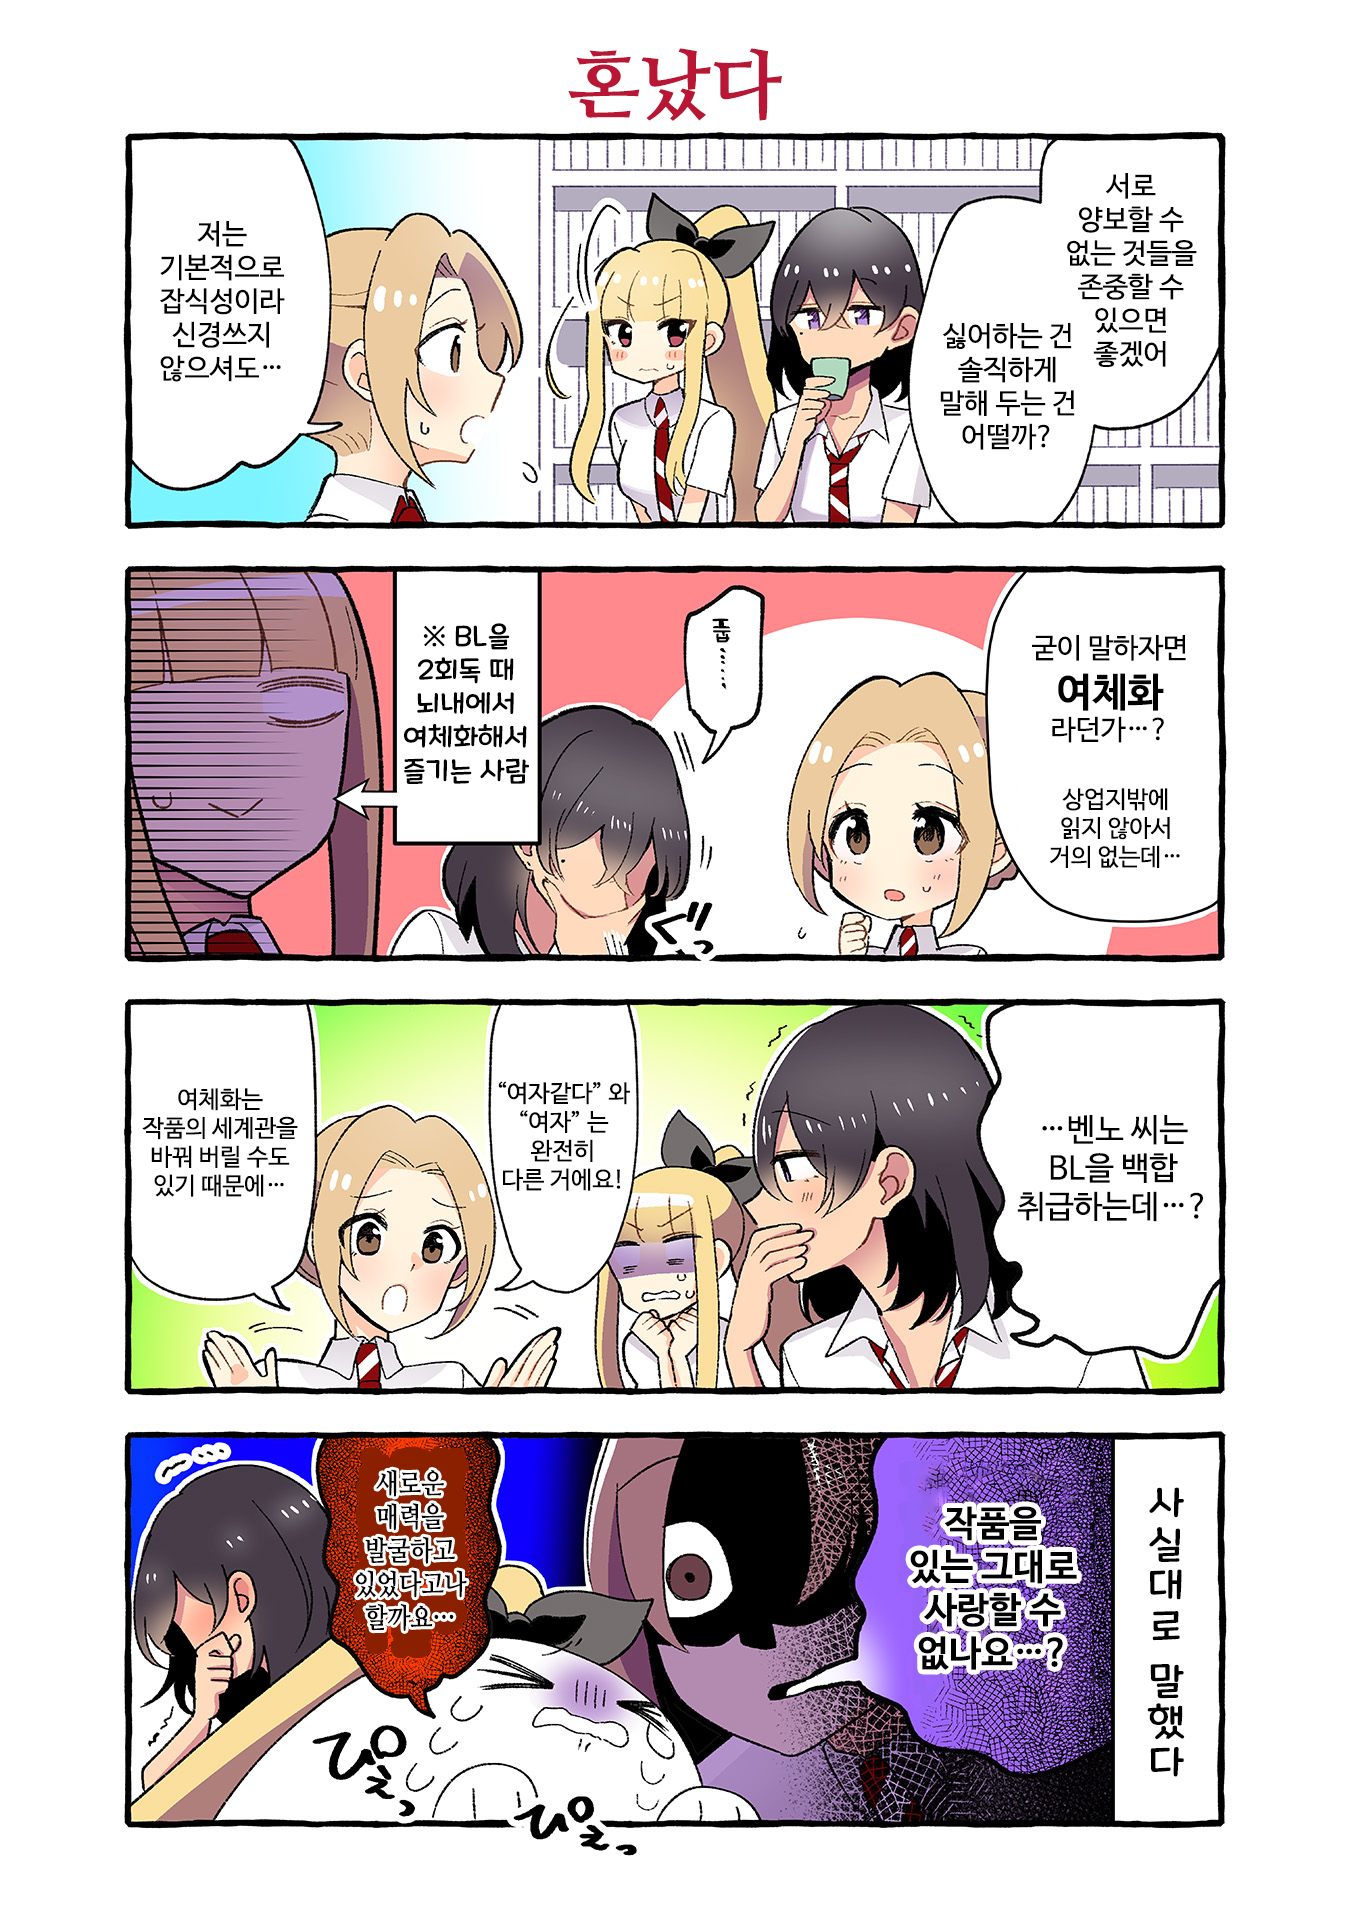 혼났다
서로
양보할 수
없는 것들을
존중할 수
있으면
좋겠어
싫어하는 건
솔직하게
말해 두는 건
어떨까?
저는
기본적으로
잡식성이라
신경쓰지
않으셔도…
굳이 말하자면
여체화
라던가…?
상업지밖에
읽지 않아서
거의 없는데…
풉……
ぐっ
※ BL을
2회독 때
뇌내에서
여체화해서
즐기는 사람
…벤노 씨는
BL을 백합
취급하는데…?
“여자같다” 와
“여자” 는
완전히
다른 거에요!
여체화는
작품의 세계관을
바꿔 버릴 수도
있기 때문에…
사실대로 말했다
작품을
있는 그대로
사랑할 수
없나요…?
새로운
매력을
발굴하고
있었다고나
할까요…
~…
ぴえっ
ぴえっ